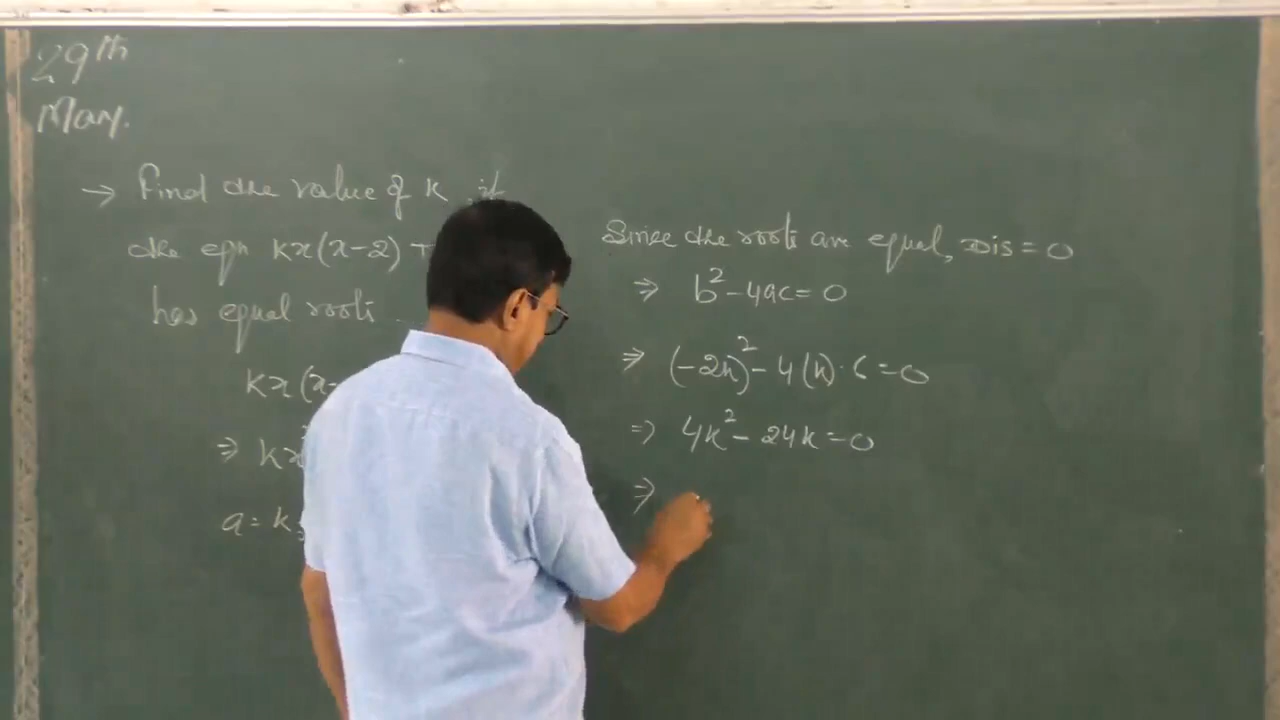 29th
May.
→ Find the value of K, if
the eqn Kx(x-2) +
has equal roots
Kx(x-
⇒ Kx²
a = K,
Since the roots are equal, Dis = 0
⇒ b² - 4ac = 0
⇒ (-2k)² - 4(k)·6 = 0
⇒ 4k² - 24k = 0
⇒